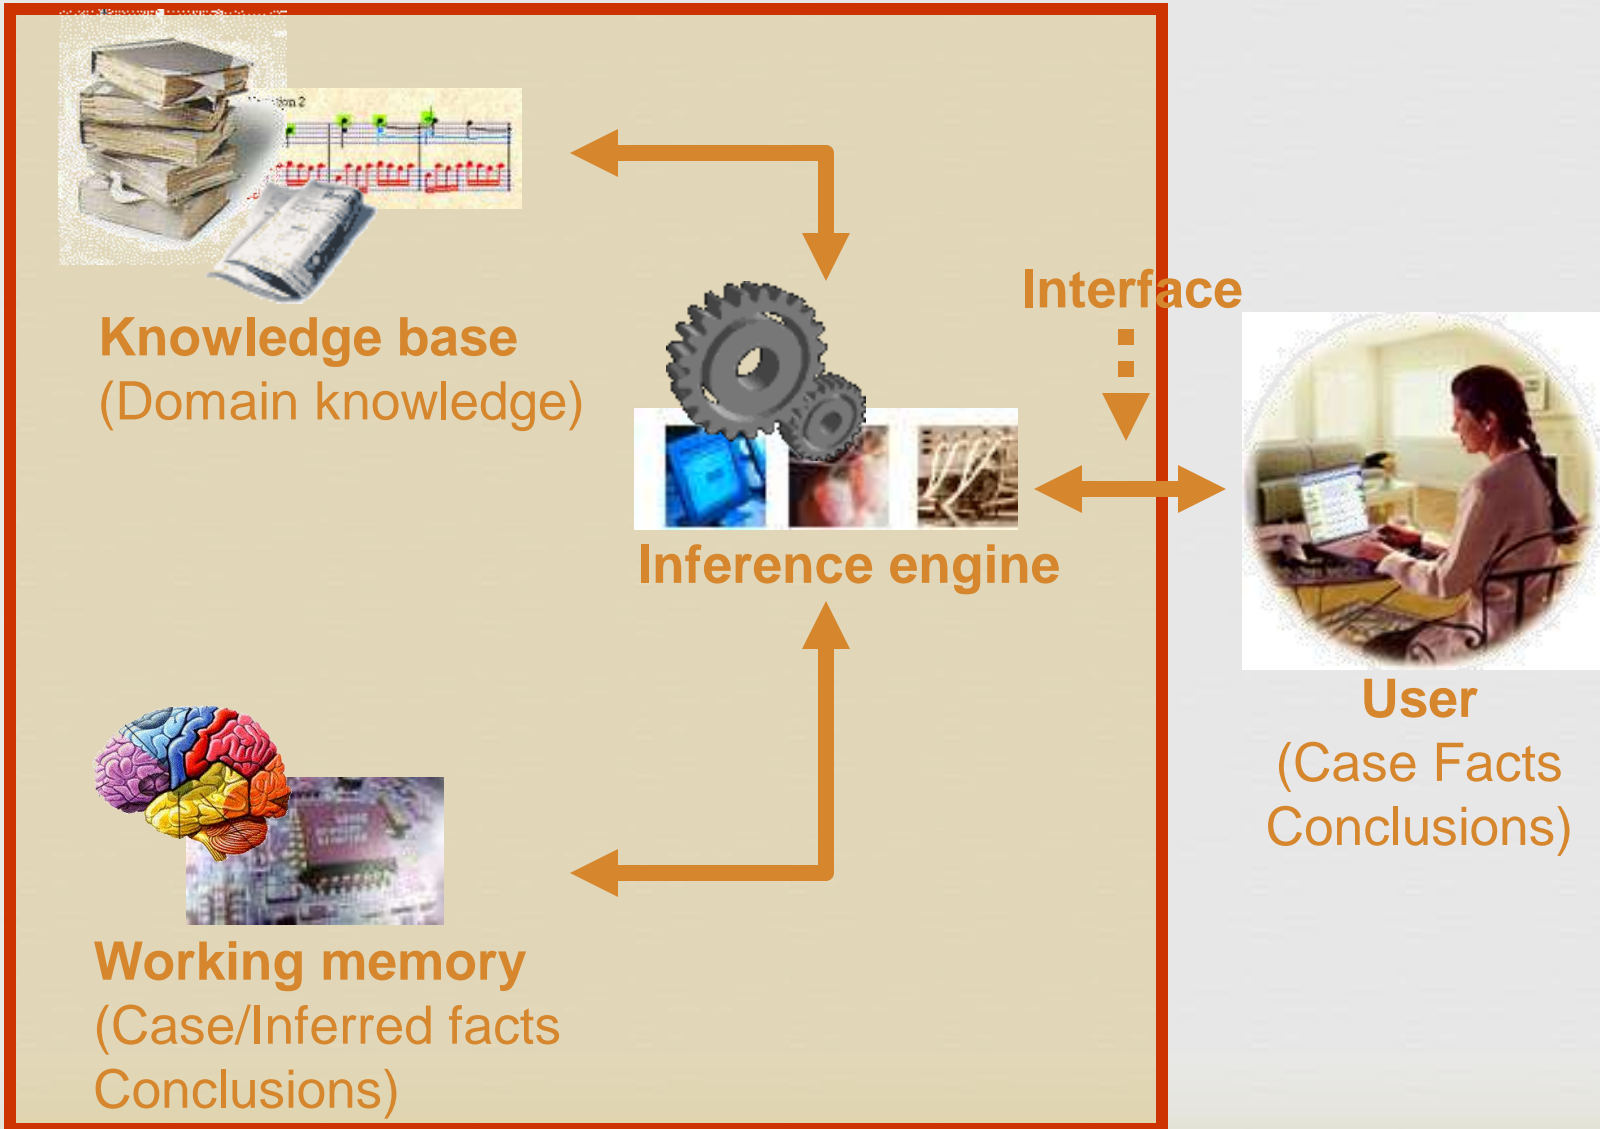 Knowledge base
(Domain knowledge)
Interface
Inference engine
User
(Case Facts
Conclusions)
Working memory
(Case/Inferred facts
Conclusions)